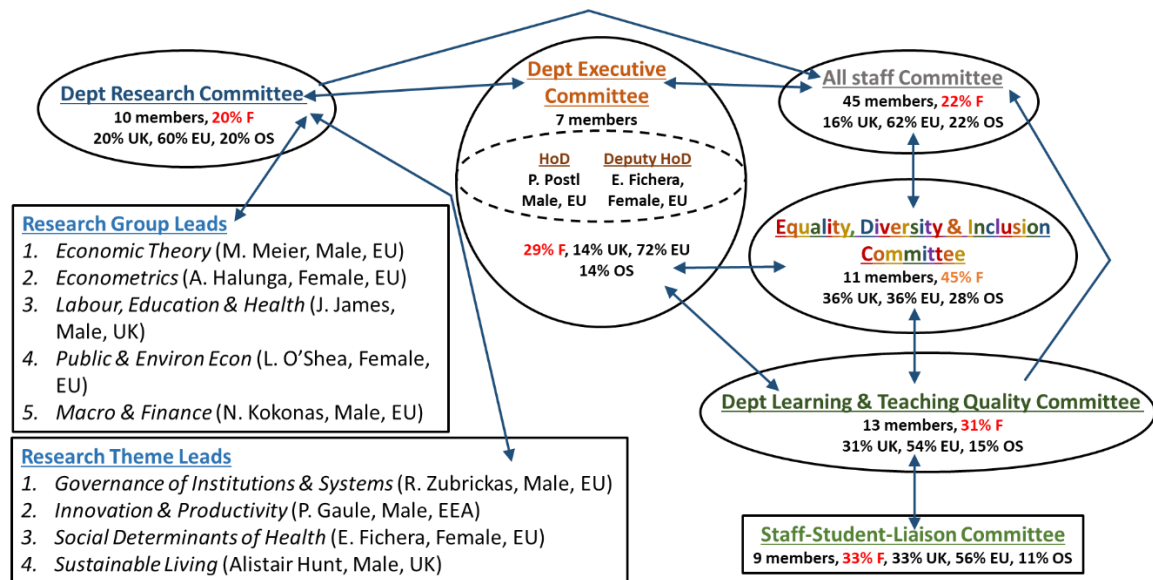 Dept Research Committee
10 members, 20% F
20% UK, 60% EU, 20% OS
Dept Executive
Committee
7 members
HoD
P. Postl
Male, EU
Deputy HoD
E. Fichera,
Female, EU
29% F, 14% UK, 72% EU
14% OS
All staff Committee
45 members, 22% F
16% UK, 62% EU, 22% OS
Equality, Diversity & Inclusion
Committee
11 members, 45% F
36% UK, 36% EU, 28% OS
Dept Learning & Teaching Quality Committee
13 members, 31% F
31% UK, 54% EU, 15% OS
Staff-Student-Liaison Committee
9 members, 33% F, 33% UK, 56% EU, 11% OS
Research Group Leads
1. Economic Theory (M. Meier, Male, EU)
2. Econometrics (A. Halunga, Female, EU)
3. Labour, Education & Health (J. James,
Male, UK)
4. Public & Environ Econ (L. O’Shea, Female,
EU)
5. Macro & Finance (N. Kokonas, Male, EU)
Research Theme Leads
1. Governance of Institutions & Systems (R. Zubrickas, Male, EU)
2. Innovation & Productivity (P. Gaule, Male, EEA)
3. Social Determinants of Health (E. Fichera, Female, EU)
4. Sustainable Living (Alistair Hunt, Male, UK)